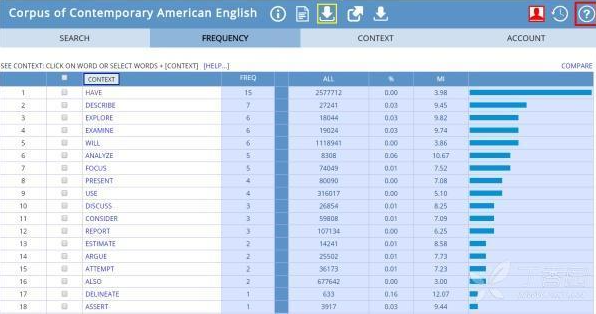 Corpus of Contemporary American English
SEARCH FREQUENCY CONTEXT ACCOUNT
SEE CONTEXT: CLICK ON WORD OR SELECT WORDS + [CONTEXT] [HELP...] COMPARE
CONTEXT FREQ ALL % MI
1 HAVE 15 2577712 0.00 3.98
2 DESCRIBE 7 27241 0.03 9.45
3 EXPLORE 6 18044 0.03 9.82
4 EXAMINE 6 19024 0.03 9.74
5 WILL 6 1118941 0.00 3.86
6 ANALYZE 5 8308 0.06 10.67
7 FOCUS 5 74049 0.01 7.52
8 PRESENT 4 80090 0.00 7.08
9 USE 4 316017 0.00 5.10
10 DISCUSS 3 26854 0.01 8.25
11 CONSIDER 3 59808 0.01 7.09
12 REPORT 3 107134 0.00 6.25
13 ESTIMATE 2 14241 0.01 8.58
14 ARGUE 2 25502 0.01 7.73
15 ATTEMPT 2 36173 0.01 7.23
16 ALSO 2 677642 0.00 3.00
17 DELINEATE 1 633 0.16 12.07
18 ASSERT 1 3917 0.03 9.44